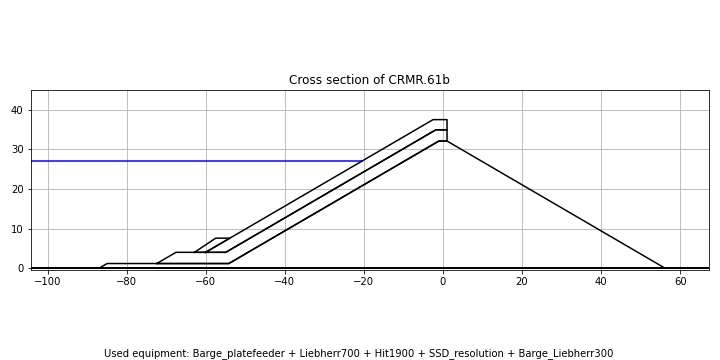 Cross section of CRMR.61b
40
30
20
10
0
−100 −80 −60 −40 −20 0 20 40 60
Used equipment: Barge_platefeeder + Liebherr700 + Hit1900 + SSD_resolution + Barge_Liebherr300